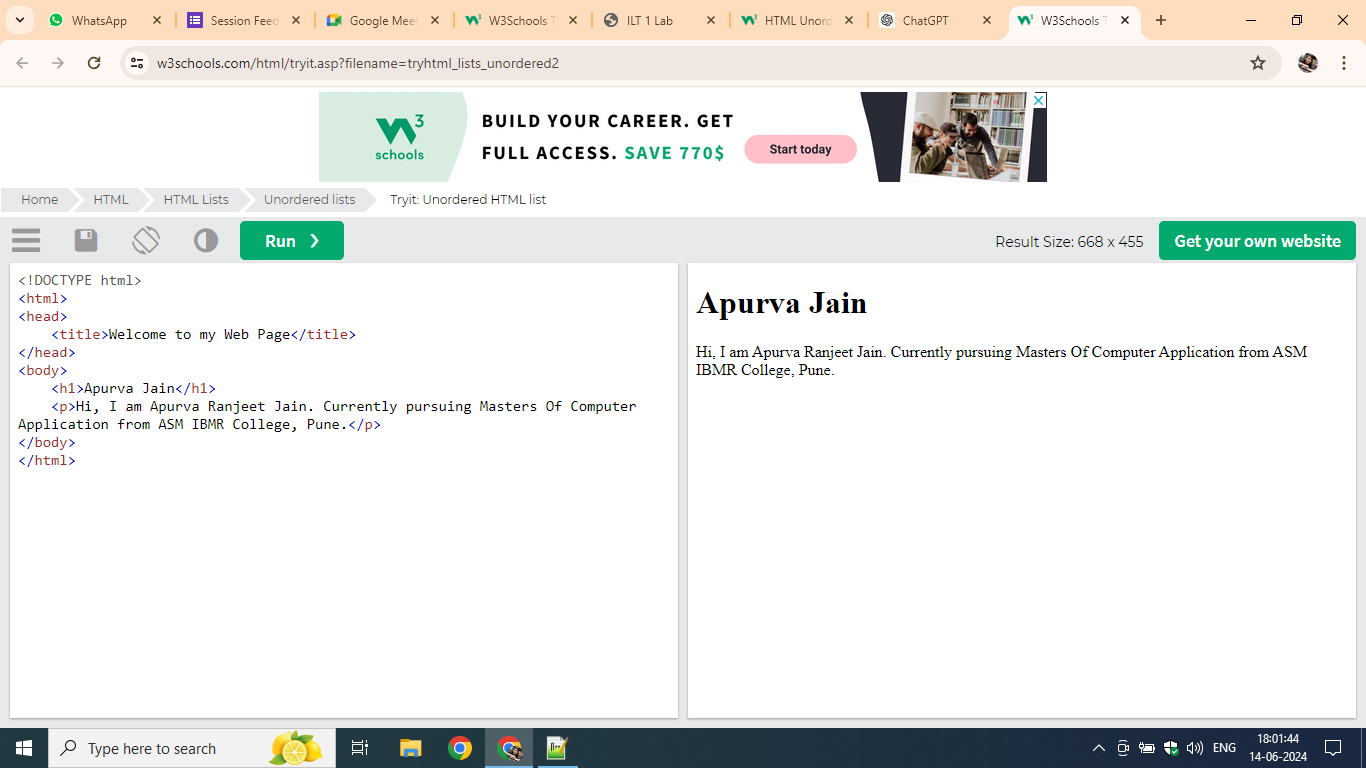 WhatsApp
Session Feed
Google Meet
W3Schools T
ILT 1 Lab
HTML Unord
ChatGPT
W3Schools T
w3schools.com/html/tryit.asp?filename=tryhtml_lists_unordered2
W3
schools
BUILD YOUR CAREER. GET
FULL ACCESS. SAVE 770$
Start today
Home
HTML
HTML Lists
Unordered lists
Tryit: Unordered HTML list
Run ❯
Result Size: 668 x 455
Get your own website
<!DOCTYPE html>
<html>
<head>
    <title>Welcome to my Web Page</title>
</head>
<body>
    <h1>Apurva Jain</h1>
    <p>Hi, I am Apurva Ranjeet Jain. Currently pursuing Masters Of Computer
Application from ASM IBMR College, Pune.</p>
</body>
</html>
Apurva Jain
Hi, I am Apurva Ranjeet Jain. Currently pursuing Masters Of Computer Application from ASM
IBMR College, Pune.
Type here to search
ENG
18:01:44
14-06-2024